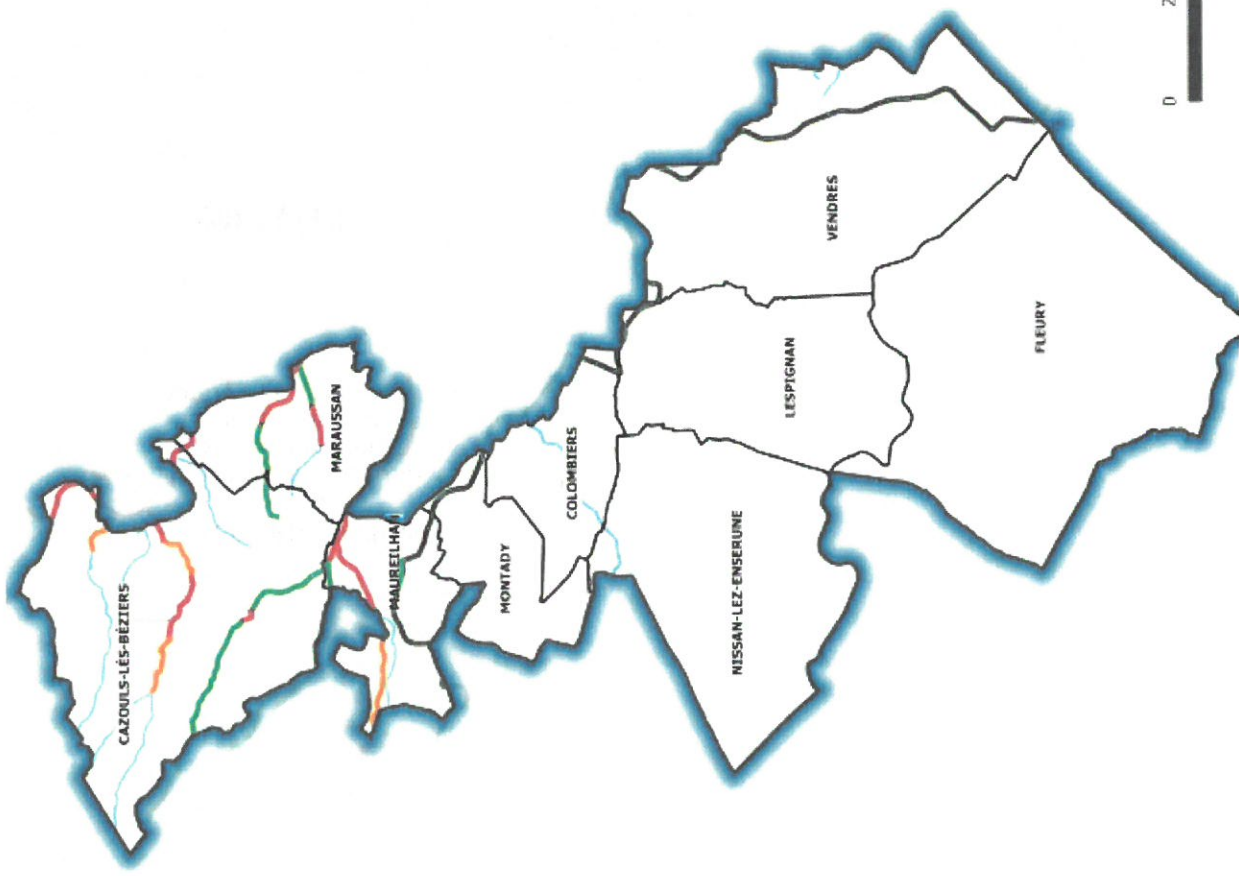 CAZOULS-LÈS-BÉZIERS
MARAUSSAN
MAUREILHAN
MONTADY
COLOMBIERS
NISSAN-LEZ-ENSERUNE
LESPIGNAN
VENDRES
FLEURY
0